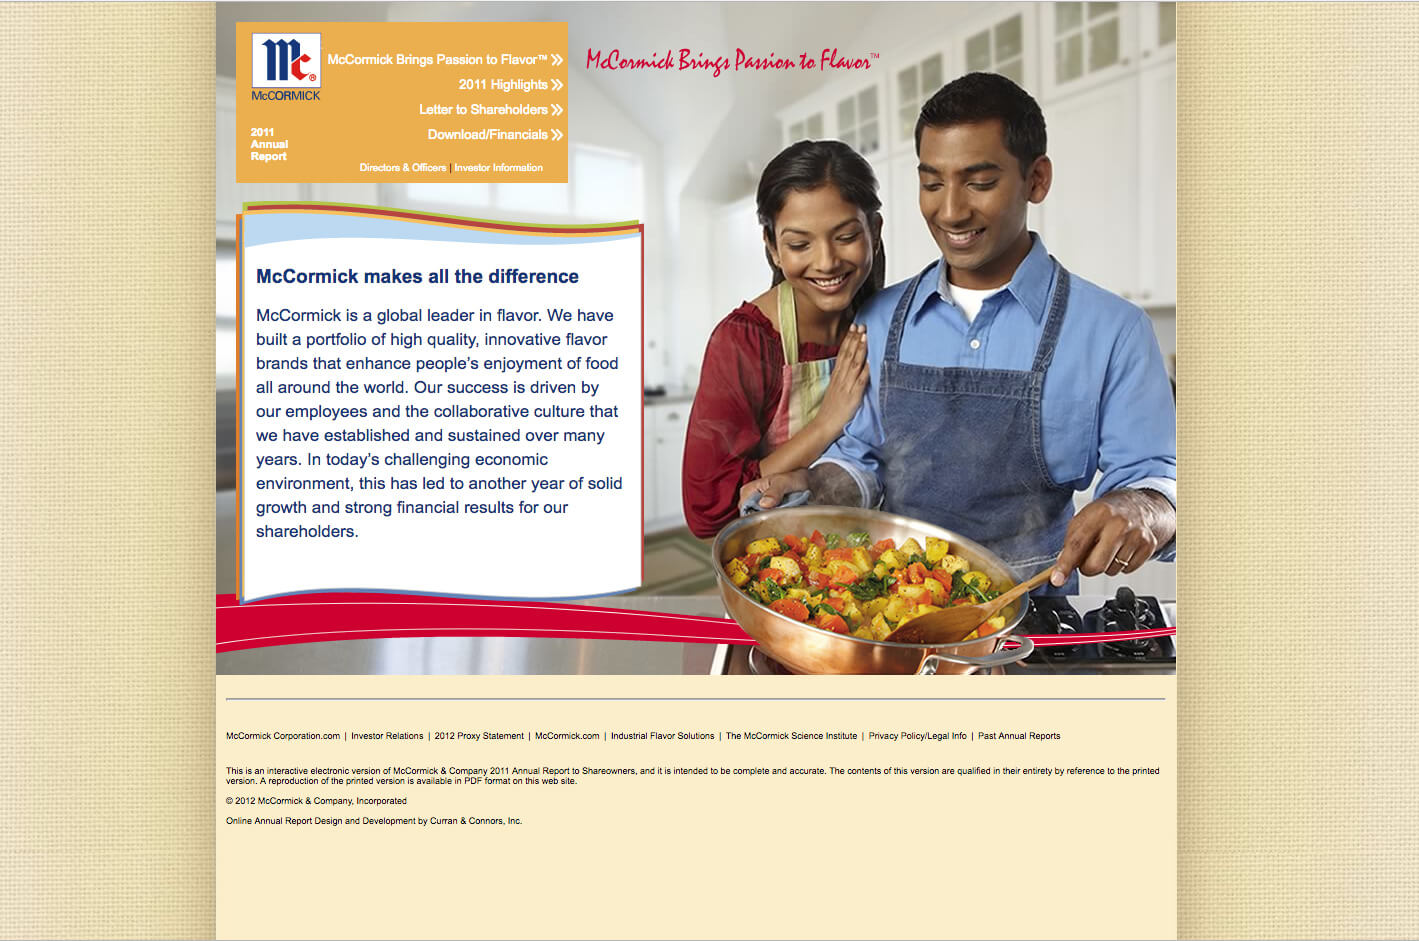 Mc
®
McCORMICK
2011
Annual
Report
McCormick Brings Passion to Flavor™
2011 Highlights
Letter to Shareholders
Download/Financials
Directors & Officers | Investor Information
McCormick Brings Passion to Flavor™
McCormick makes all the difference
McCormick is a global leader in flavor. We have
built a portfolio of high quality, innovative flavor
brands that enhance people’s enjoyment of food
all around the world. Our success is driven by
our employees and the collaborative culture that
we have established and sustained over many
years. In today’s challenging economic
environment, this has led to another year of solid
growth and strong financial results for our
shareholders.
McCormick Corporation.com | Investor Relations | 2012 Proxy Statement | McCormick.com | Industrial Flavor Solutions | The McCormick Science Institute | Privacy Policy/Legal Info | Past Annual Reports
This is an interactive electronic version of McCormick & Company 2011 Annual Report to Shareowners, and it is intended to be complete and accurate. The contents of this version are qualified in their entirety by reference to the printed
version. A reproduction of the printed version is available in PDF format on this web site.
© 2012 McCormick & Company, Incorporated
Online Annual Report Design and Development by Curran & Connors, Inc.